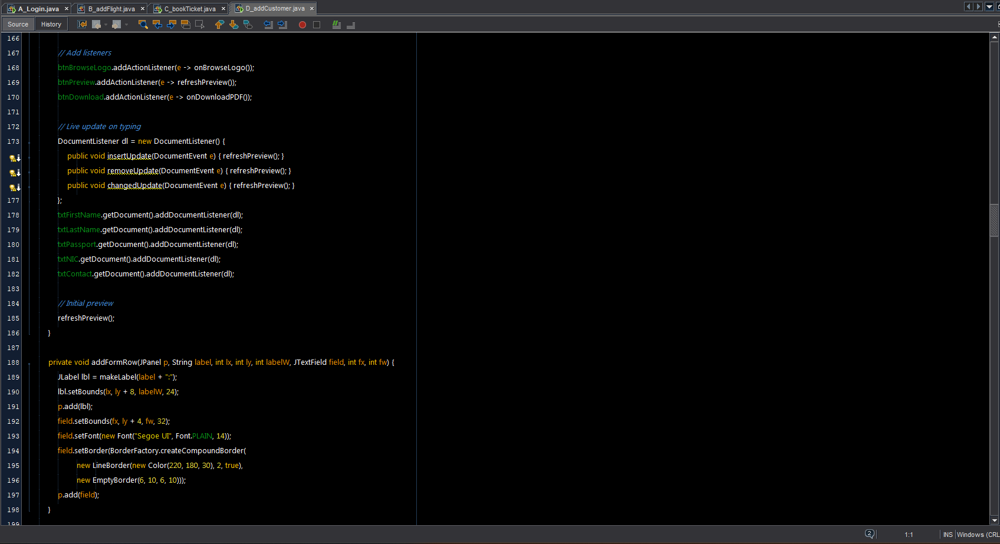 A_Login.java × B_addFlight.java × C_bookTicket.java × D_addCustomer.java ×
Source History
166
167 // Add listeners
168 btnBrowseLogo.addActionListener(e -> onBrowseLogo());
169 btnPreview.addActionListener(e -> refreshPreview());
170 btnDownload.addActionListener(e -> onDownloadPDF());
171
172 // Live update on typing
173 DocumentListener dl = new DocumentListener() {
public void insertUpdate(DocumentEvent e) { refreshPreview(); }
public void removeUpdate(DocumentEvent e) { refreshPreview(); }
public void changedUpdate(DocumentEvent e) { refreshPreview(); }
177 };
178 txtFirstName.getDocument().addDocumentListener(dl);
179 txtLastName.getDocument().addDocumentListener(dl);
180 txtPassport.getDocument().addDocumentListener(dl);
181 txtNIC.getDocument().addDocumentListener(dl);
182 txtContact.getDocument().addDocumentListener(dl);
183
184 // Initial preview
185 refreshPreview();
186 }
187
188 private void addFormRow(JPanel p, String label, int lx, int ly, int labelW, JTextField field, int fx, int fw) {
189 JLabel lbl = makeLabel(label + ":");
190 lbl.setBounds(lx, ly + 8, labelW, 24);
191 p.add(lbl);
192 field.setBounds(fx, ly + 4, fw, 32);
193 field.setFont(new Font("Segoe UI", Font.PLAIN, 14));
194 field.setBorder(BorderFactory.createCompoundBorder(
195 new LineBorder(new Color(220, 180, 30), 2, true),
196 new EmptyBorder(6, 10, 6, 10)));
197 p.add(field);
198 }
199
2 1:1 INS Windows (CRL